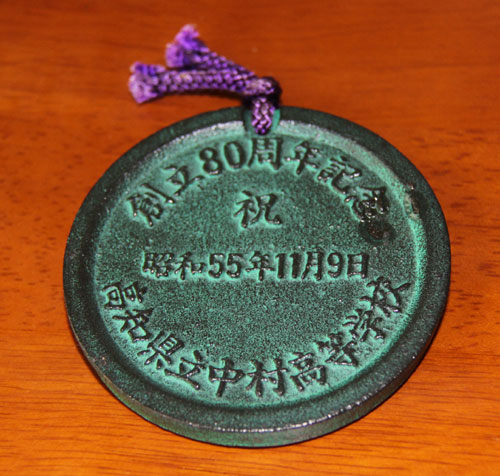 創立80周年記念
祝
昭和55年11月9日
高知県立中村高等学校